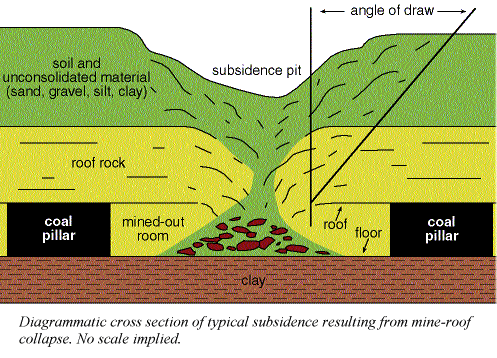 angle of draw
soil and
unconsolidated material
(sand, gravel, silt, clay)
subsidence pit
roof rock
coal
pillar
mined-out
room
roof
floor
coal
pillar
clay
Diagrammatic cross section of typical subsidence resulting from mine-roof
collapse. No scale implied.